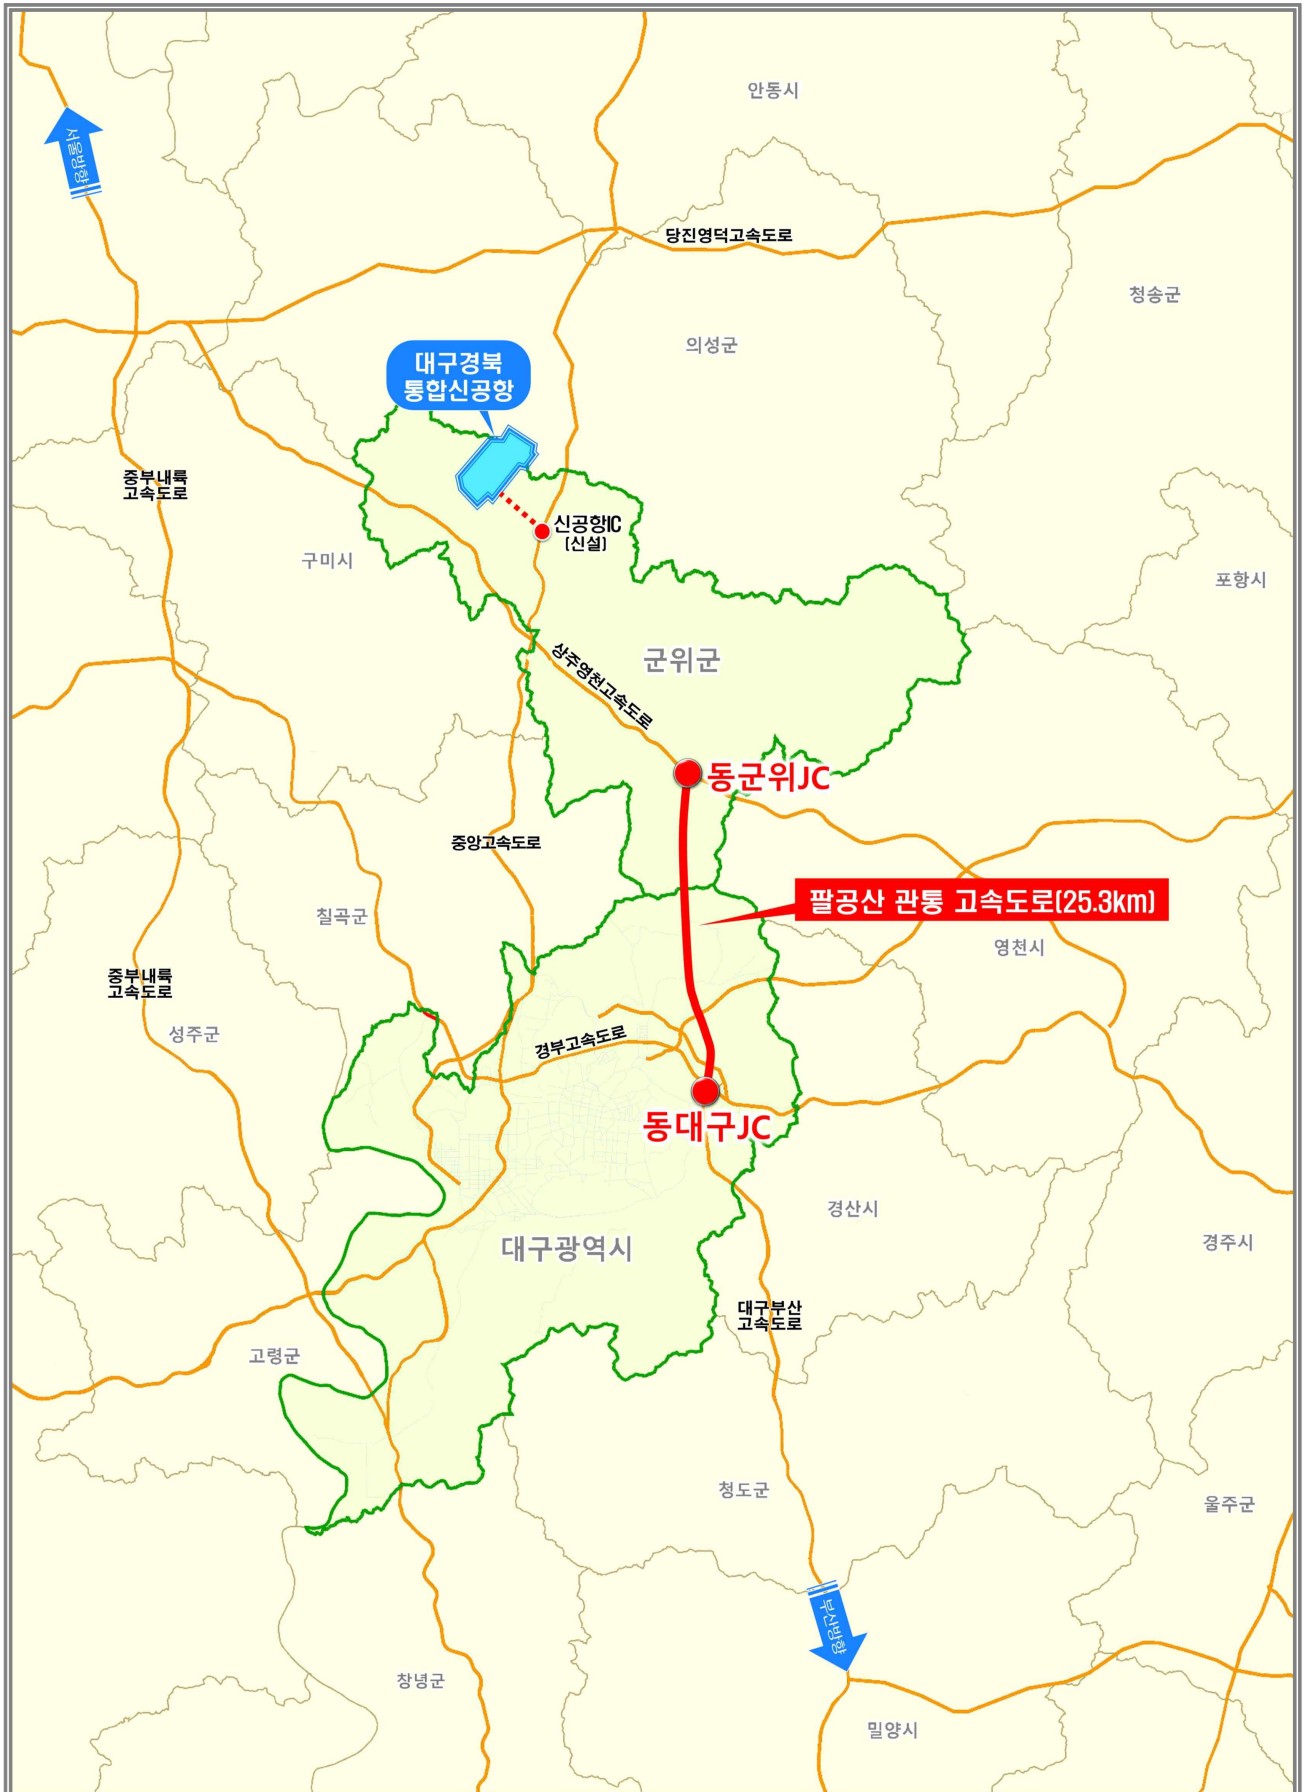 안동시
서울방향
당진영덕고속도로
청송군
의성군
대구경북
통합신공항
중부내륙
고속도로
신공항IC
(신설)
구미시
포항시
군위군
상주영천고속도로
동군위JC
중앙고속도로
팔공산 관통 고속도로(25.3km)
칠곡군
영천시
중부내륙
고속도로
성주군
경부고속도로
동대구JC
경산시
경주시
대구광역시
대구부산
고속도로
고령군
청도군
울주군
부산방향
창녕군
밀양시